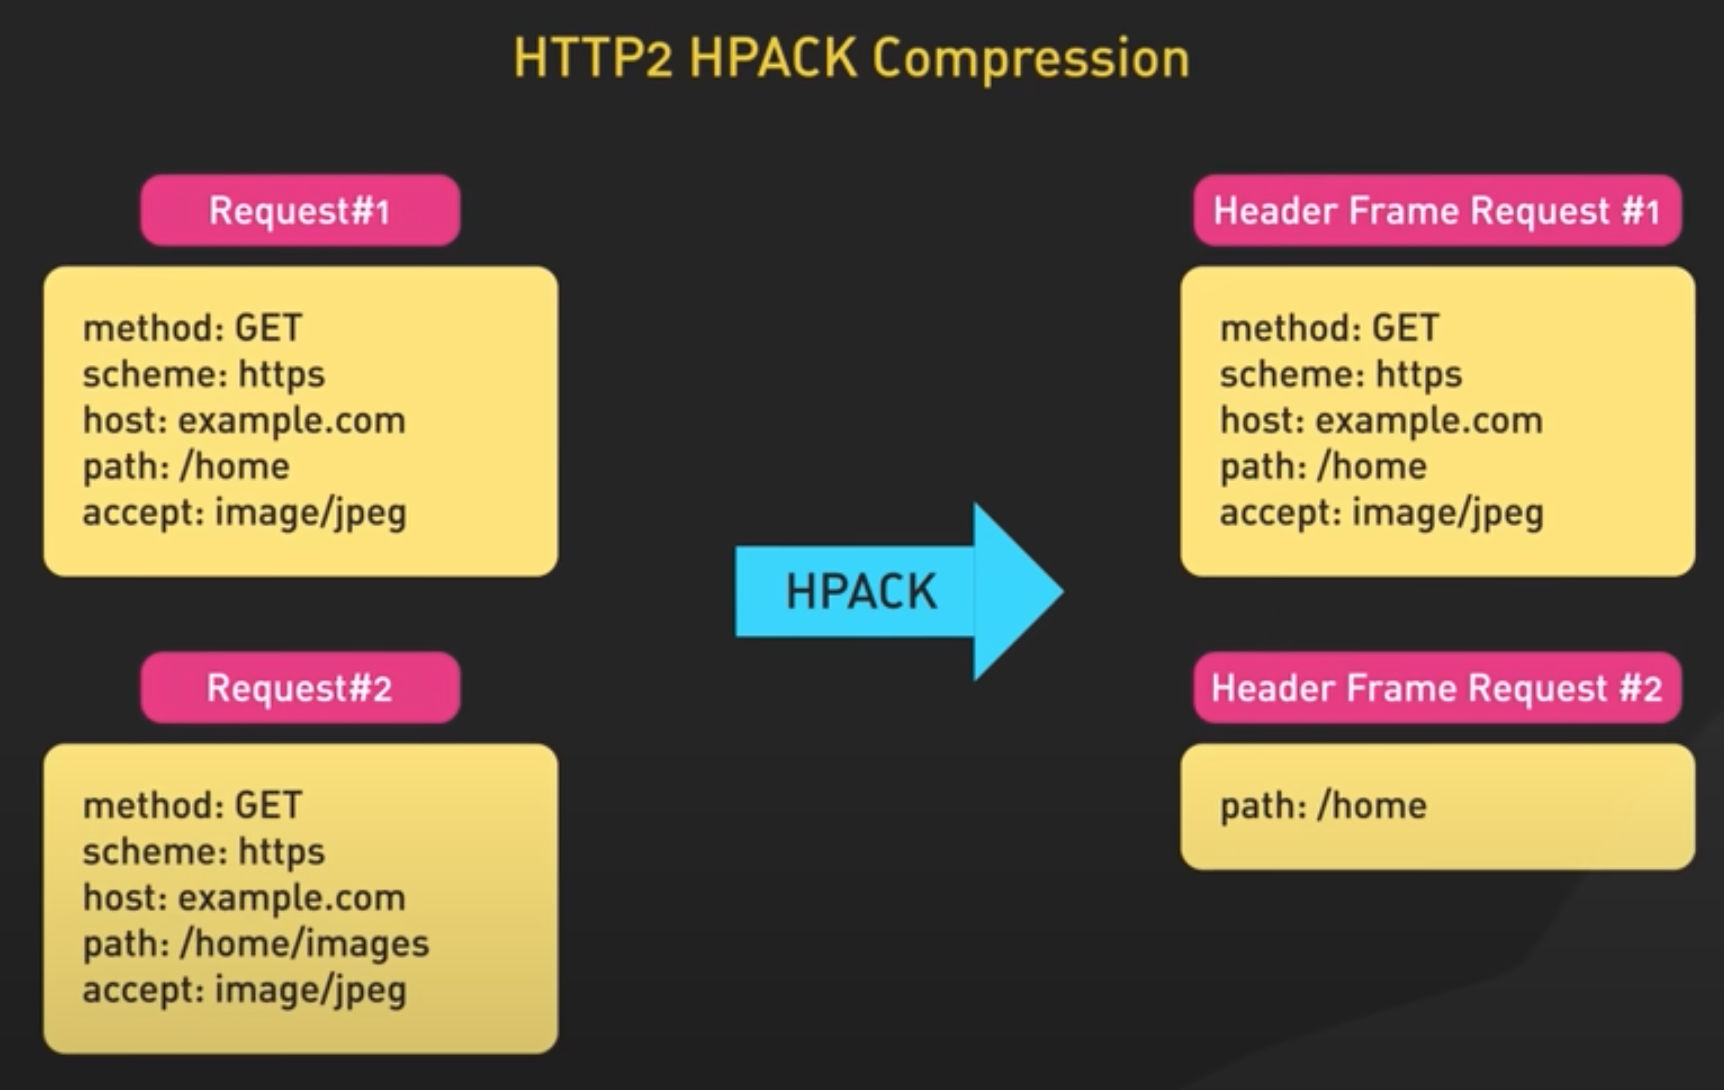 HTTP2 HPACK Compression
Request#1
method: GET
scheme: https
host: example.com
path: /home
accept: image/jpeg
Request#2
method: GET
scheme: https
host: example.com
path: /home/images
accept: image/jpeg
HPACK
Header Frame Request #1
method: GET
scheme: https
host: example.com
path: /home
accept: image/jpeg
Header Frame Request #2
path: /home